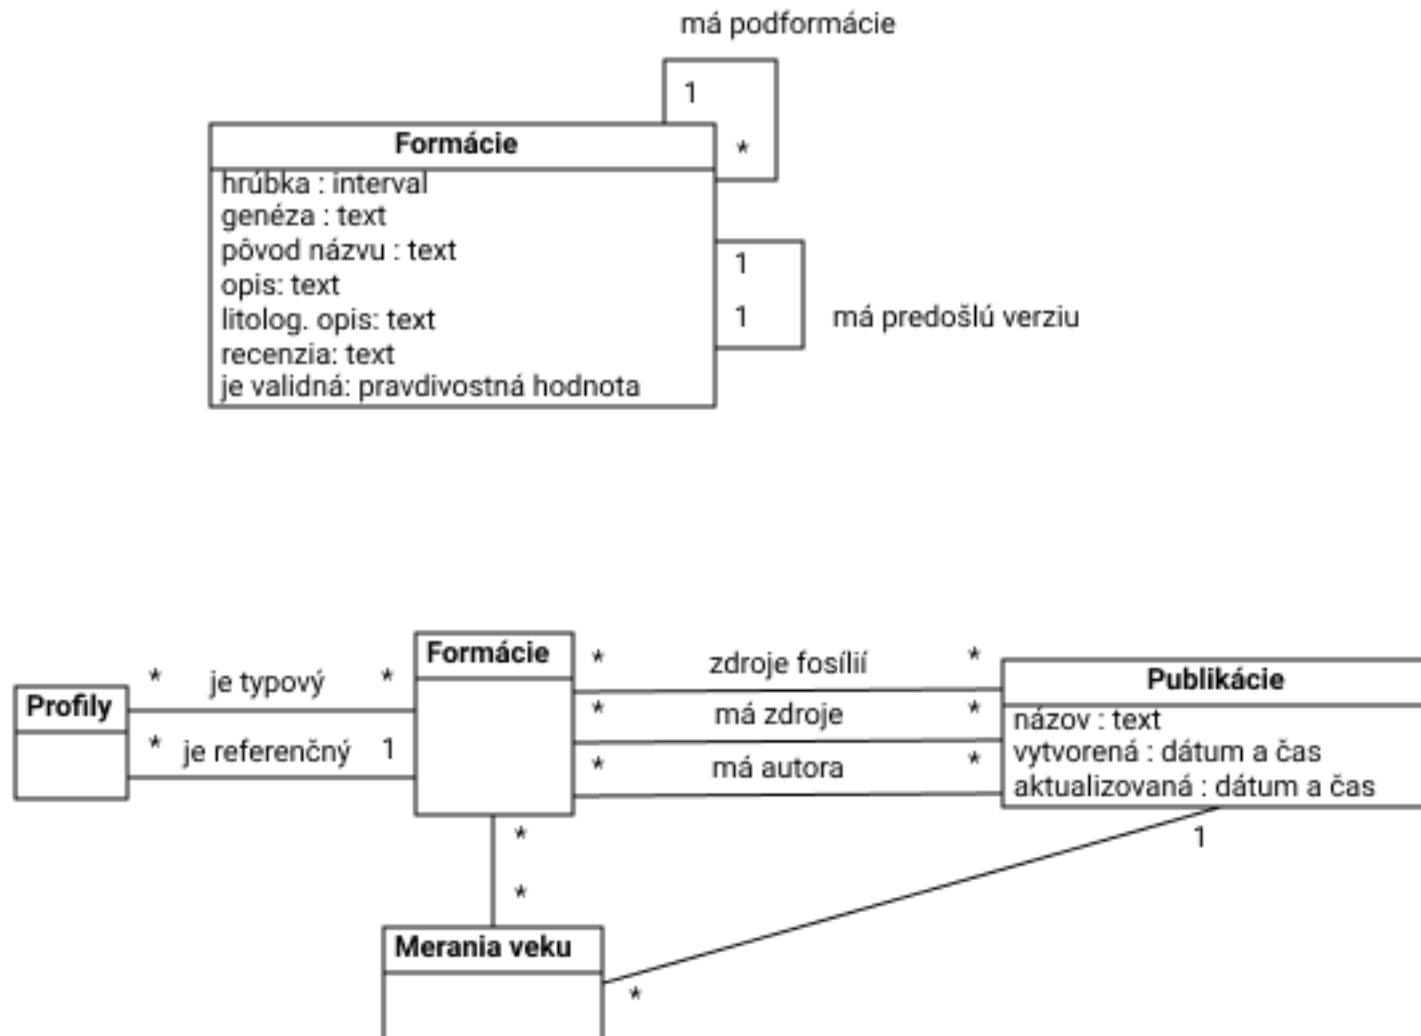 má podformácie
1
Formácie
*
hrúbka : interval
genéza : text
pôvod názvu : text
opis: text
litolog. opis: text
recenzia: text
je validná: pravdivostná hodnota
1
1
má predošlú verziu
Formácie
* zdroje fosílií *
Publikácie
* je typový *
Profily
* má zdroje *
názov : text
vytvorená : dátum a čas
aktualizovaná : dátum a čas
* je referenčný 1
* má autora *
*
1
*
Merania veku
*